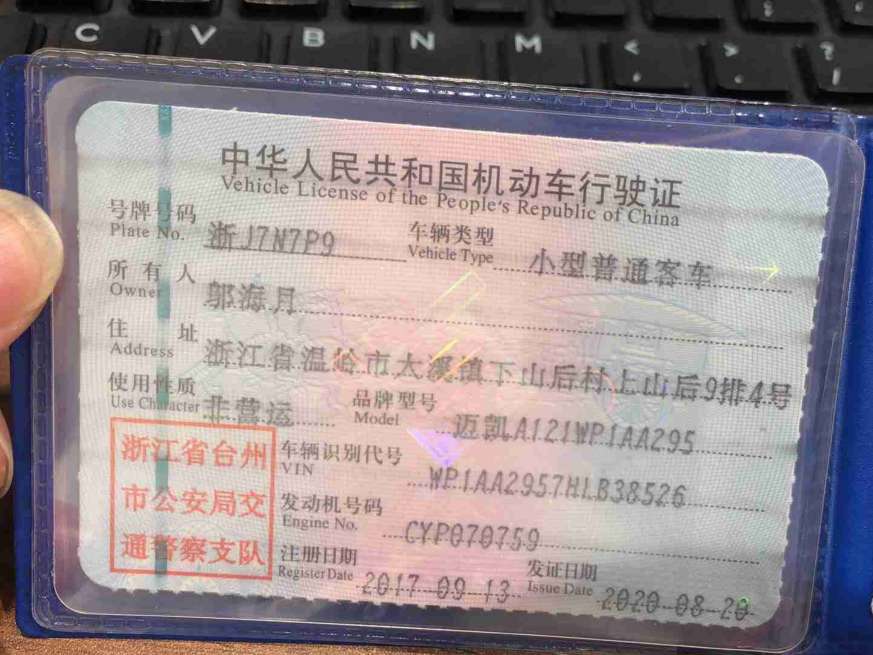 C V B N M < > ?
中华人民共和国机动车行驶证
Vehicle License of the People's Republic of China
号牌号码 浙J7N7P9 车辆类型 小型普通客车
Plate No. Vehicle Type
所有人 邬海月
Owner
住址 浙江省温岭市大溪镇下山后村上山后9排4号
Address
使用性质 非营运 品牌型号 迈凯A121WP1AA295
Use Character Model
浙江省台州
市公安局交
通警察支队
车辆识别代号 WP1AA2957HLB38526
VIN
发动机号码 CYP070759
Engine No.
注册日期 2017-09-13 发证日期 2020-08-20
Register Date Issue Date